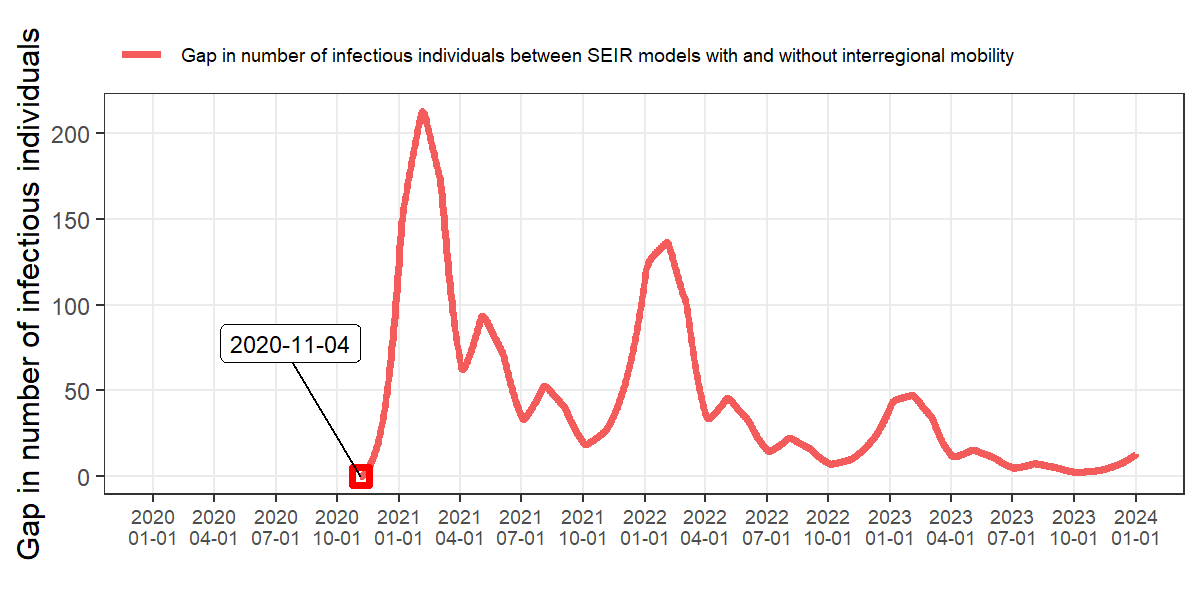 Gap in number of infectious individuals between SEIR models with and without interregional mobility
Gap in number of infectious individuals
200
150
100
50
0
2020-11-04
2020 2020 2020 2020 2021 2021 2021 2021 2022 2022 2022 2022 2023 2023 2023 2023 2024
01-01 04-01 07-01 10-01 01-01 04-01 07-01 10-01 01-01 04-01 07-01 10-01 01-01 04-01 07-01 10-01 01-01